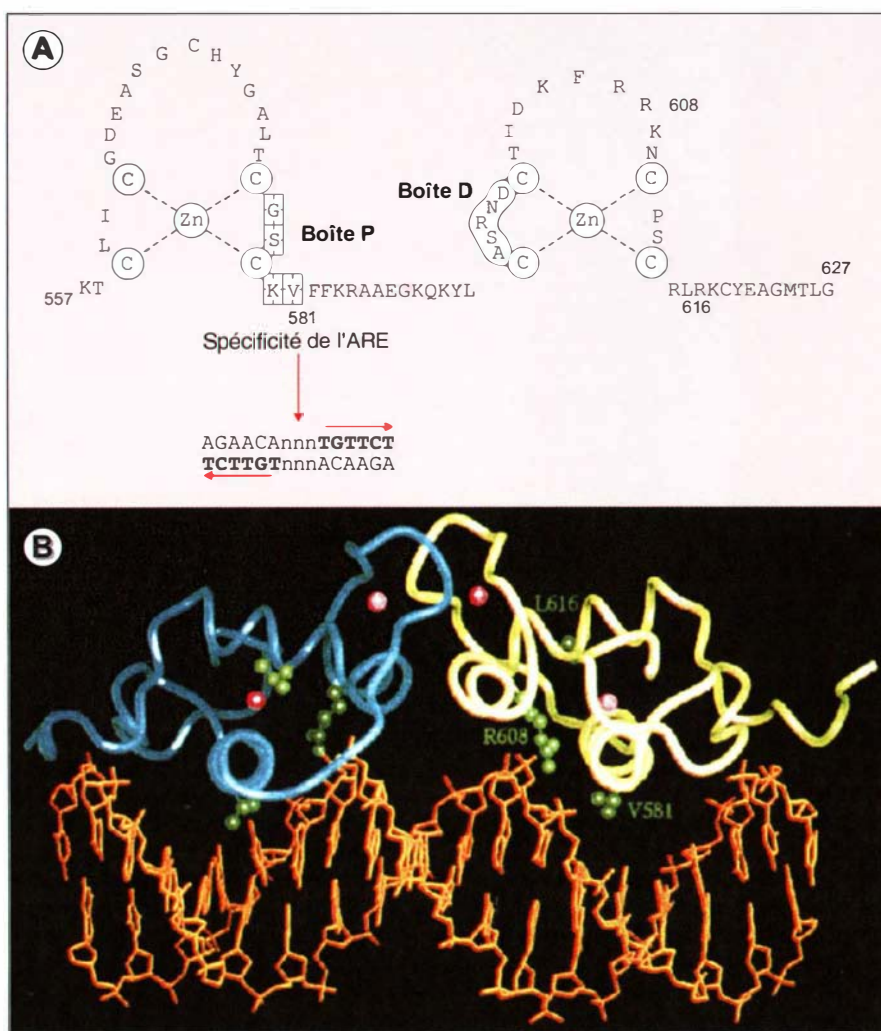 A
G D E A S G C H Y G A L T
T I D K F R R K N
608
C C C C
I L Zn G S Boîte P
Boîte D A S R N D Zn P S
C C C C
557 KT K V FFKRAAEGKQKYL RLRKCYEAGMTLG 627
581 616
Spécificité de l'ARE
AGAACAnnnTGTTCT
TCTTGTnnnACAAGA
B
L616
R608
V581